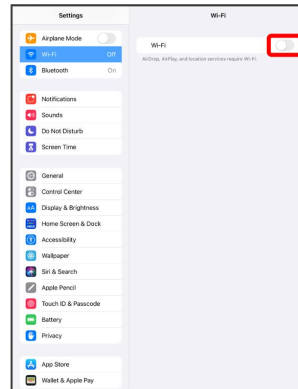 Settings
Airplane Mode
Wi-Fi Off
Bluetooth On
Notifications
Sounds
Do Not Disturb
Screen Time
General
Control Center
AA Display & Brightness
Home Screen & Dock
Accessibility
Wallpaper
Siri & Search
Apple Pencil
Touch ID & Passcode
Battery
Privacy
App Store
Wallet & Apple Pay
Wi-Fi
Wi-Fi
AirDrop, AirPlay, and location services require Wi-Fi.